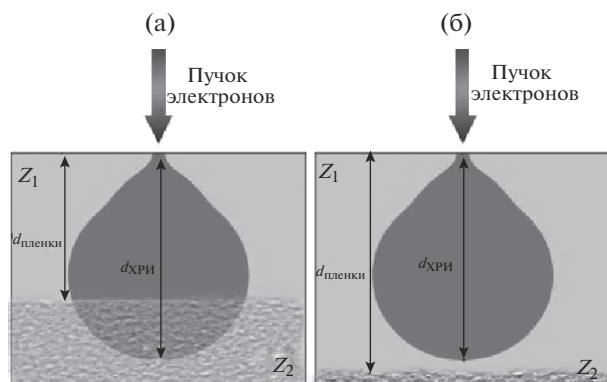 (а)
Пучок
электронов
Z1
dпленки
dХРИ
Z2
(б)
Пучок
электронов
Z1
dпленки
dХРИ
Z2